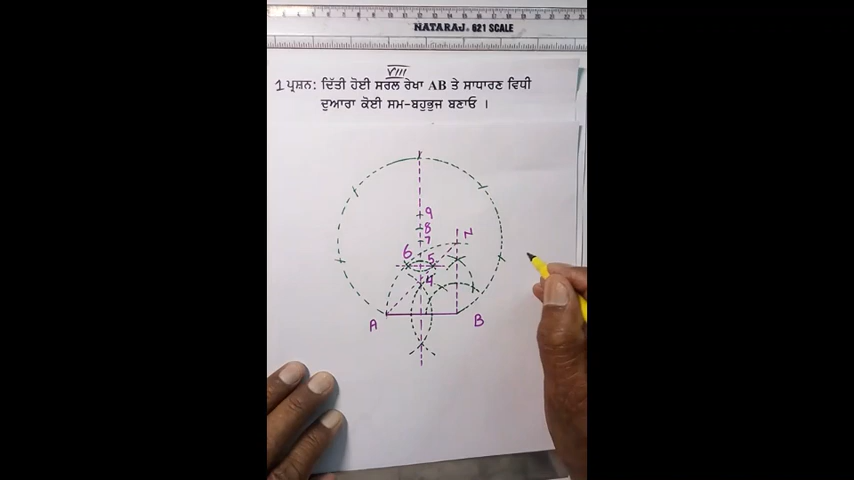 NATARAJ 621 SCALE
VIII
1 ਪ੍ਰਸ਼ਨ: ਦਿੱਤੀ ਹੋਈ ਸਰਲ ਰੇਖਾ AB ਤੇ ਸਾਧਾਰਣ ਵਿਧੀ
ਦੁਆਰਾ ਕੋਈ ਸਮ-ਬਹੁਭੁਜ ਬਣਾਓ ।
9
8
7
N
6
5
4
A
B